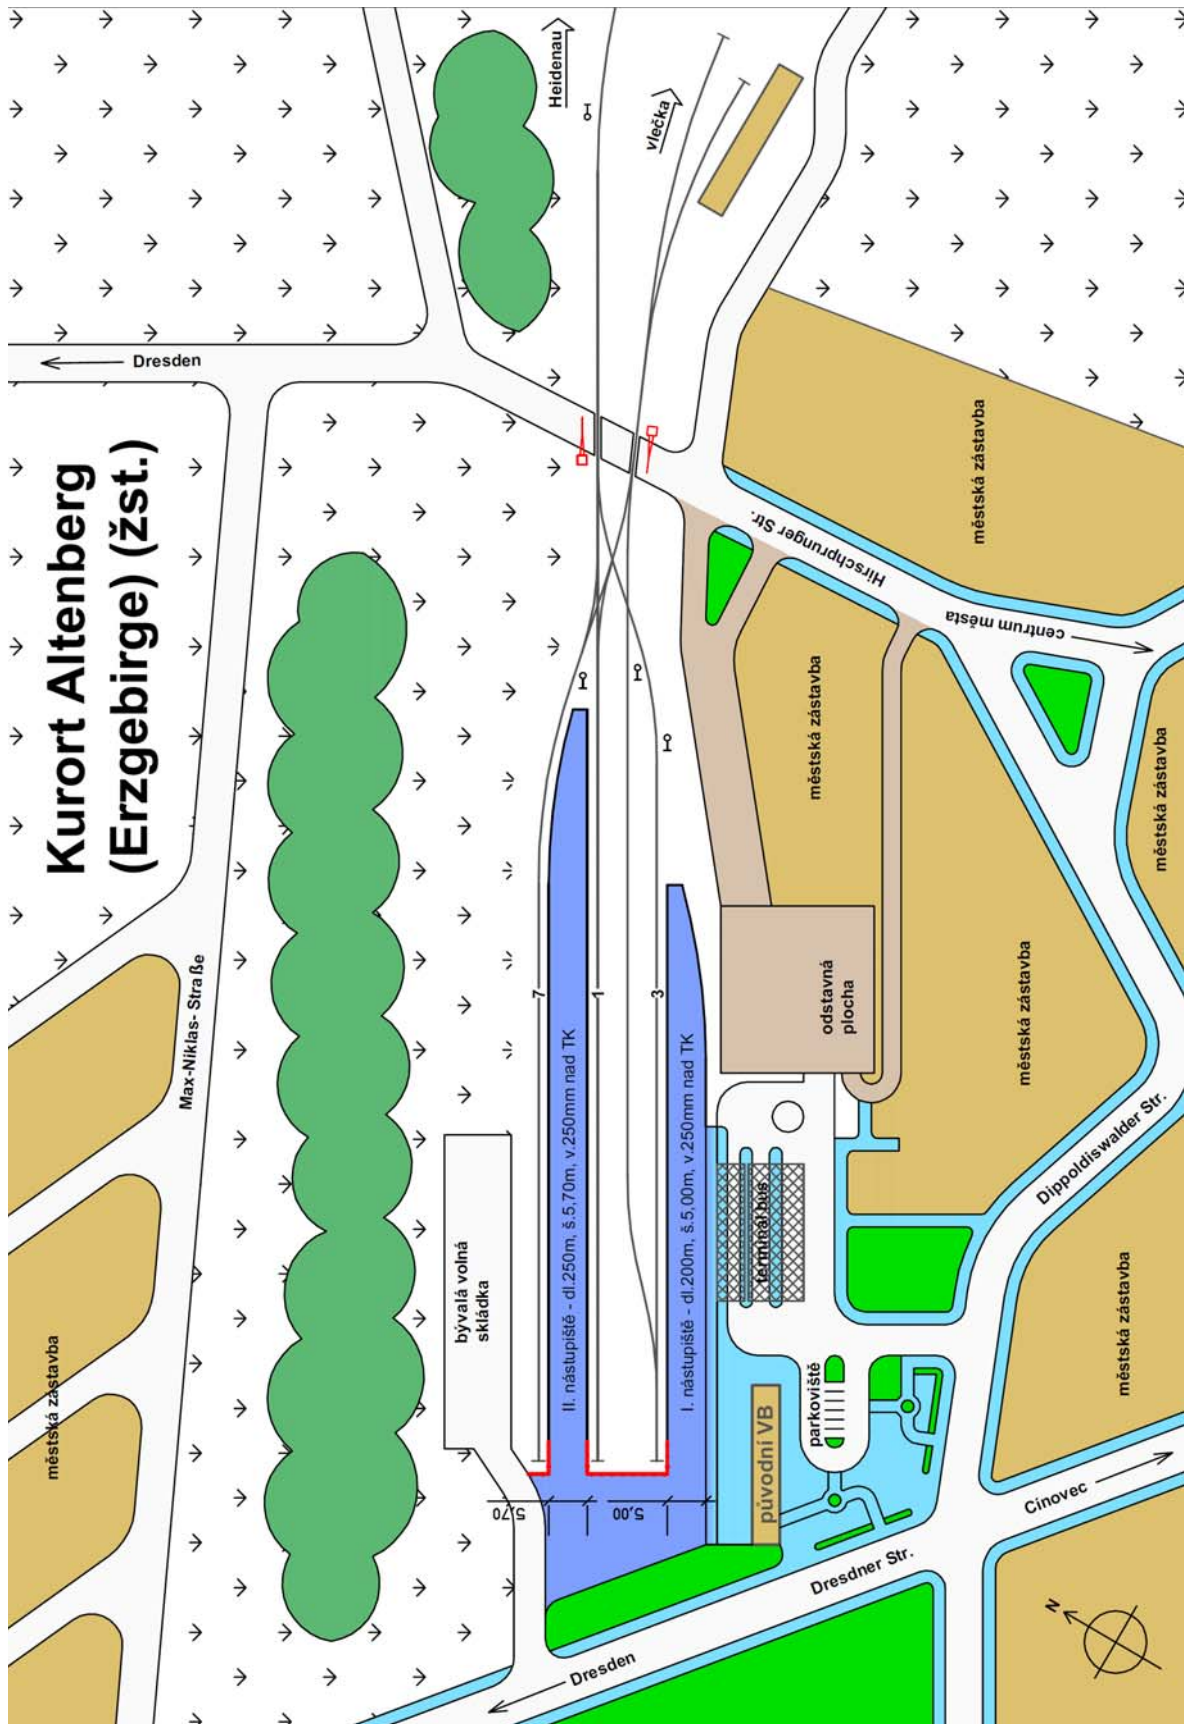 Kurort Altenberg
(Erzgebirge) (žst.)
Heidenau
vlečka
Dresden
městská zástavba
Hirschprunger Str.
centrum města
městská zástavba
městská zástavba
Max-Niklas- Straße
7
1
3
odstavná
plocha
městská zástavba
II. nástupiště - dl.250m, š.5,70m, v.250mm nad TK
I. nástupiště - dl.200m, š.5,00m, v.250mm nad TK
terminál bus
Dippoldiswalder Str.
bývalá volná
skládka
městská zástavba
městská zástavba
parkoviště
původní VB
5,70
5,00
Cínovec
Dresdner Str.
Dresden
N